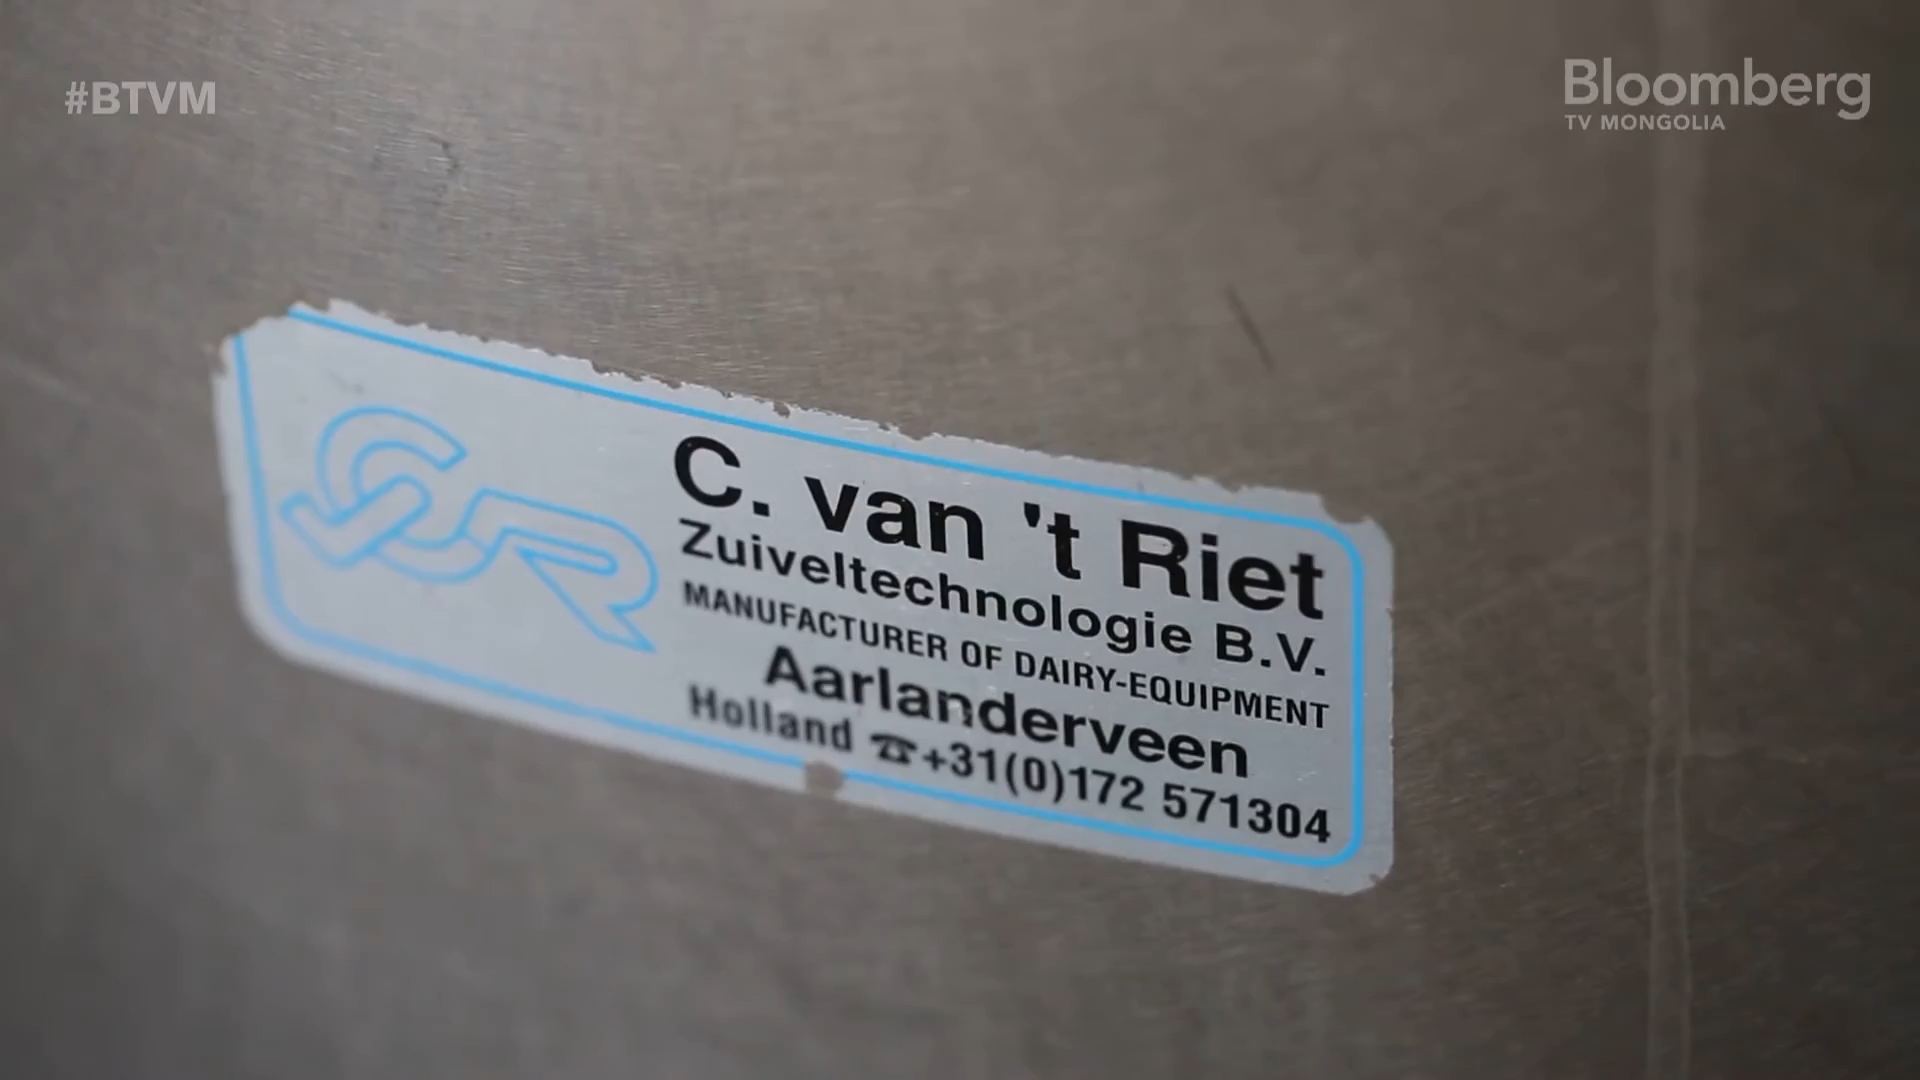 #BTVM
Bloomberg
TV MONGOLIA
C. van 't Riet
Zuiveltechnologie B.V.
MANUFACTURER OF DAIRY-EQUIPMENT
Aarlanderveen
Holland ☎+31(0)172 571304